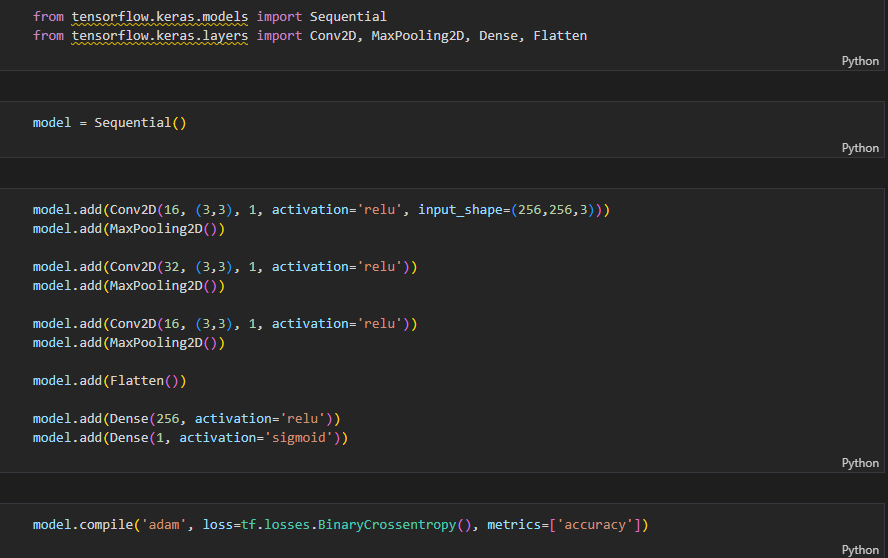 from tensorflow.keras.models import Sequential
from tensorflow.keras.layers import Conv2D, MaxPooling2D, Dense, Flatten
Python
model = Sequential()
Python
model.add(Conv2D(16, (3,3), 1, activation='relu', input_shape=(256,256,3)))
model.add(MaxPooling2D())
model.add(Conv2D(32, (3,3), 1, activation='relu'))
model.add(MaxPooling2D())
model.add(Conv2D(16, (3,3), 1, activation='relu'))
model.add(MaxPooling2D())
model.add(Flatten())
model.add(Dense(256, activation='relu'))
model.add(Dense(1, activation='sigmoid'))
Python
model.compile('adam', loss=tf.losses.BinaryCrossentropy(), metrics=['accuracy'])
Python